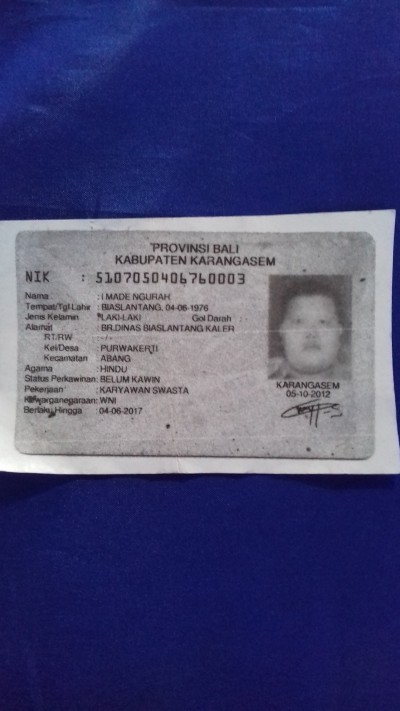 PROVINSI BALI
KABUPATEN KARANGASEM
NIK : 5107050406760003
Nama : I MADE NGURAH
Tempat/Tgl Lahir : BIASLANTANG, 04-06-1976
Jenis Kelamin : LAKI-LAKI Gol Darah : -
Alamat : BR.DINAS BIASLANTANG KALER
RT/RW : -/-
Kel/Desa : PURWAKERTI
Kecamatan : ABANG
Agama : HINDU
Status Perkawinan: BELUM KAWIN
Pekerjaan : KARYAWAN SWASTA
Kewarganegaraan: WNI
Berlaku Hingga : 04-06-2017
KARANGASEM
05-10-2012